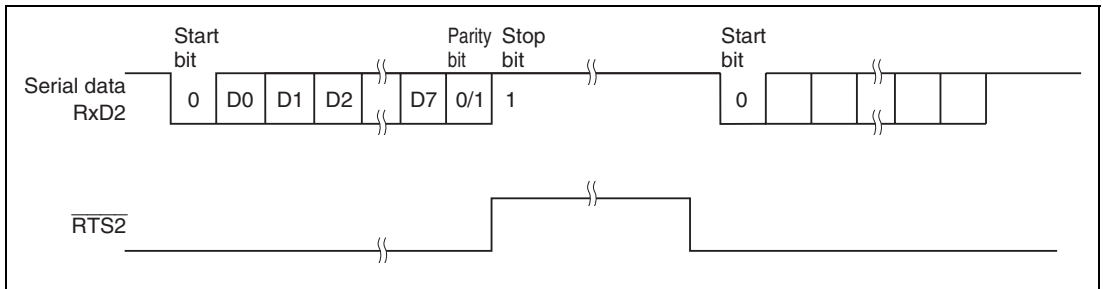 Start bit
Parity bit
Stop bit
Start bit
Serial data RxD2
0 D0 D1 D2 D7 0/1 1 0
RTS2